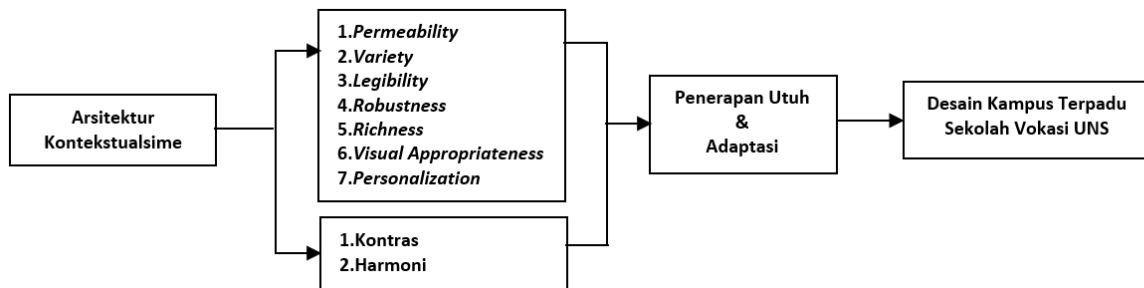 Arsitektur
Kontekstualsime
1.Permeability
2.Variety
3.Legibility
4.Robustness
5.Richness
6.Visual Appropriateness
7.Personalization
1.Kontras
2.Harmoni
Penerapan Utuh
&
Adaptasi
Desain Kampus Terpadu
Sekolah Vokasi UNS